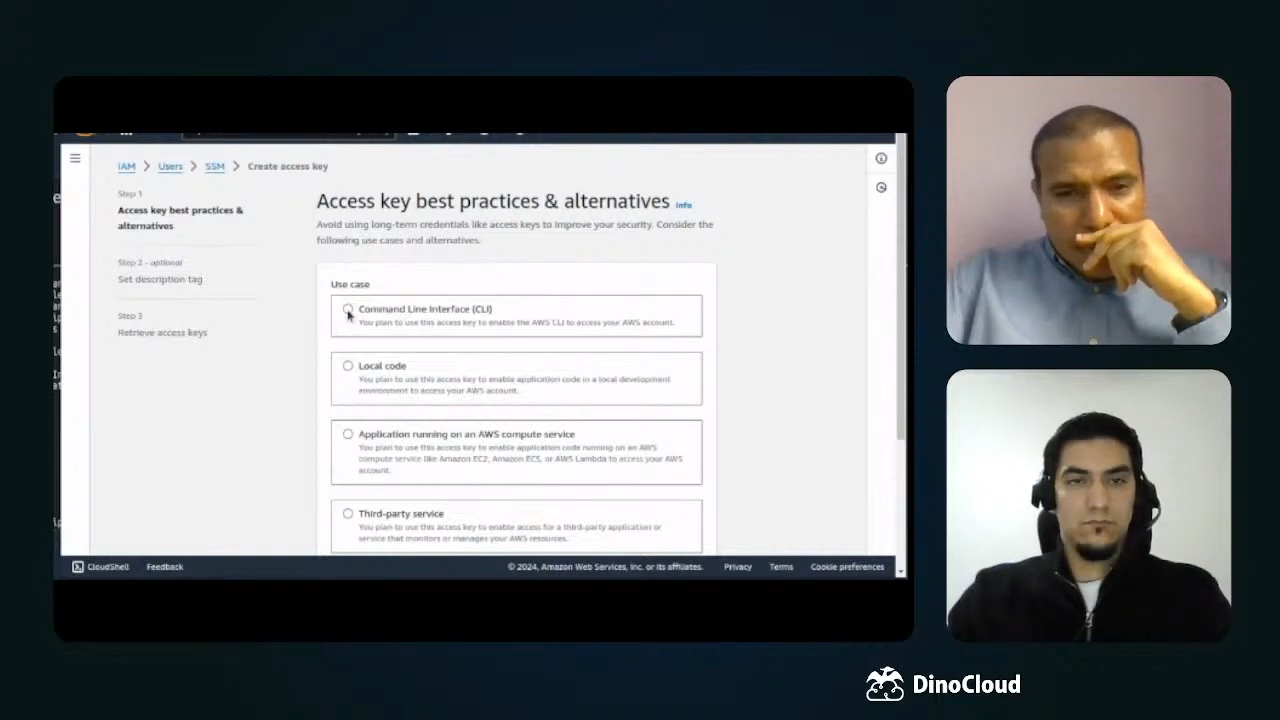 IAM > Users > SSM > Create access key
Step 1
Access key best practices &
alternatives
Step 2 - optional
Set description tag
Step 3
Retrieve access keys
Access key best practices & alternatives Info
Avoid using long-term credentials like access keys to improve your security. Consider the
following use cases and alternatives.
Use case
Command Line Interface (CLI)
You plan to use this access key to enable the AWS CLI to access your AWS account.
Local code
You plan to use this access key to enable application code in a local development
environment to access your AWS account.
Application running on an AWS compute service
You plan to use this access key to enable application code running on an AWS
compute service like Amazon EC2, Amazon ECS, or AWS Lambda to access your AWS
account.
Third-party service
You plan to use this access key to enable access for a third-party application or
service that monitors or manages your AWS resources.
CloudShell Feedback © 2024, Amazon Web Services, Inc. or its affiliates. Privacy Terms Cookie preferences
DinoCloud